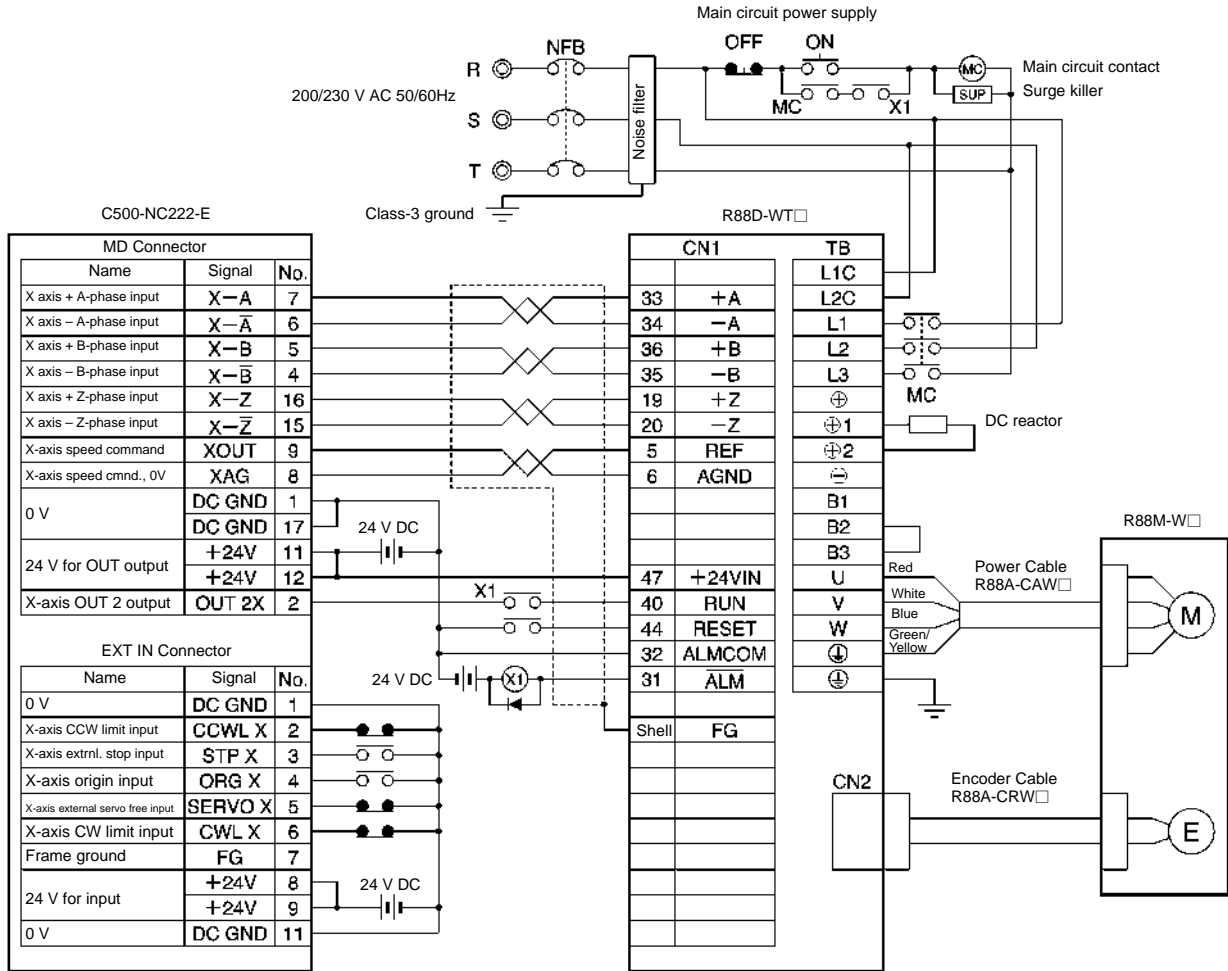 Main circuit power supply
NFB OFF ON
R MC Main circuit contact
200/230 V AC 50/60Hz MC X1 SUP Surge killer
S Noise filter
T
C500-NC222-E Class-3 ground R88D-WT□
MD Connector CN1 TB
Name Signal No. L1C
X axis + A-phase input X−A 7 33 +A L2C
X axis – A-phase input X−A̅ 6 34 −A L1
X axis + B-phase input X−B 5 36 +B L2
X axis – B-phase input X−B̅ 4 35 −B L3
MC
X axis + Z-phase input X−Z 16 19 +Z ⊕
X axis – Z-phase input X−Z̅ 15 20 −Z ⊕1 DC reactor
X-axis speed command XOUT 9 5 REF ⊕2
X-axis speed cmnd., 0V XAG 8 6 AGND ⊖
0 V DC GND 1 B1
DC GND 17 24 V DC B2 R88M-W□
24 V for OUT output +24V 11 B3
+24V 12 47 +24VIN U Red Power Cable
R88A-CAW□
X-axis OUT 2 output OUT 2X 2 X1 40 RUN V White M
44 RESET W Blue
EXT IN Connector 32 ALMCOM Green/
Yellow
Name Signal No. 24 V DC X1 31 A̅L̅M̅
0 V DC GND 1
X-axis CCW limit input CCWL X 2 Shell FG
X-axis extrnl. stop input STP X 3
X-axis origin input ORG X 4 CN2 Encoder Cable
R88A-CRW□
X-axis external servo free input SERVO X 5
X-axis CW limit input CWL X 6 E
Frame ground FG 7
24 V for input +24V 8 24 V DC
+24V 9
0 V DC GND 11